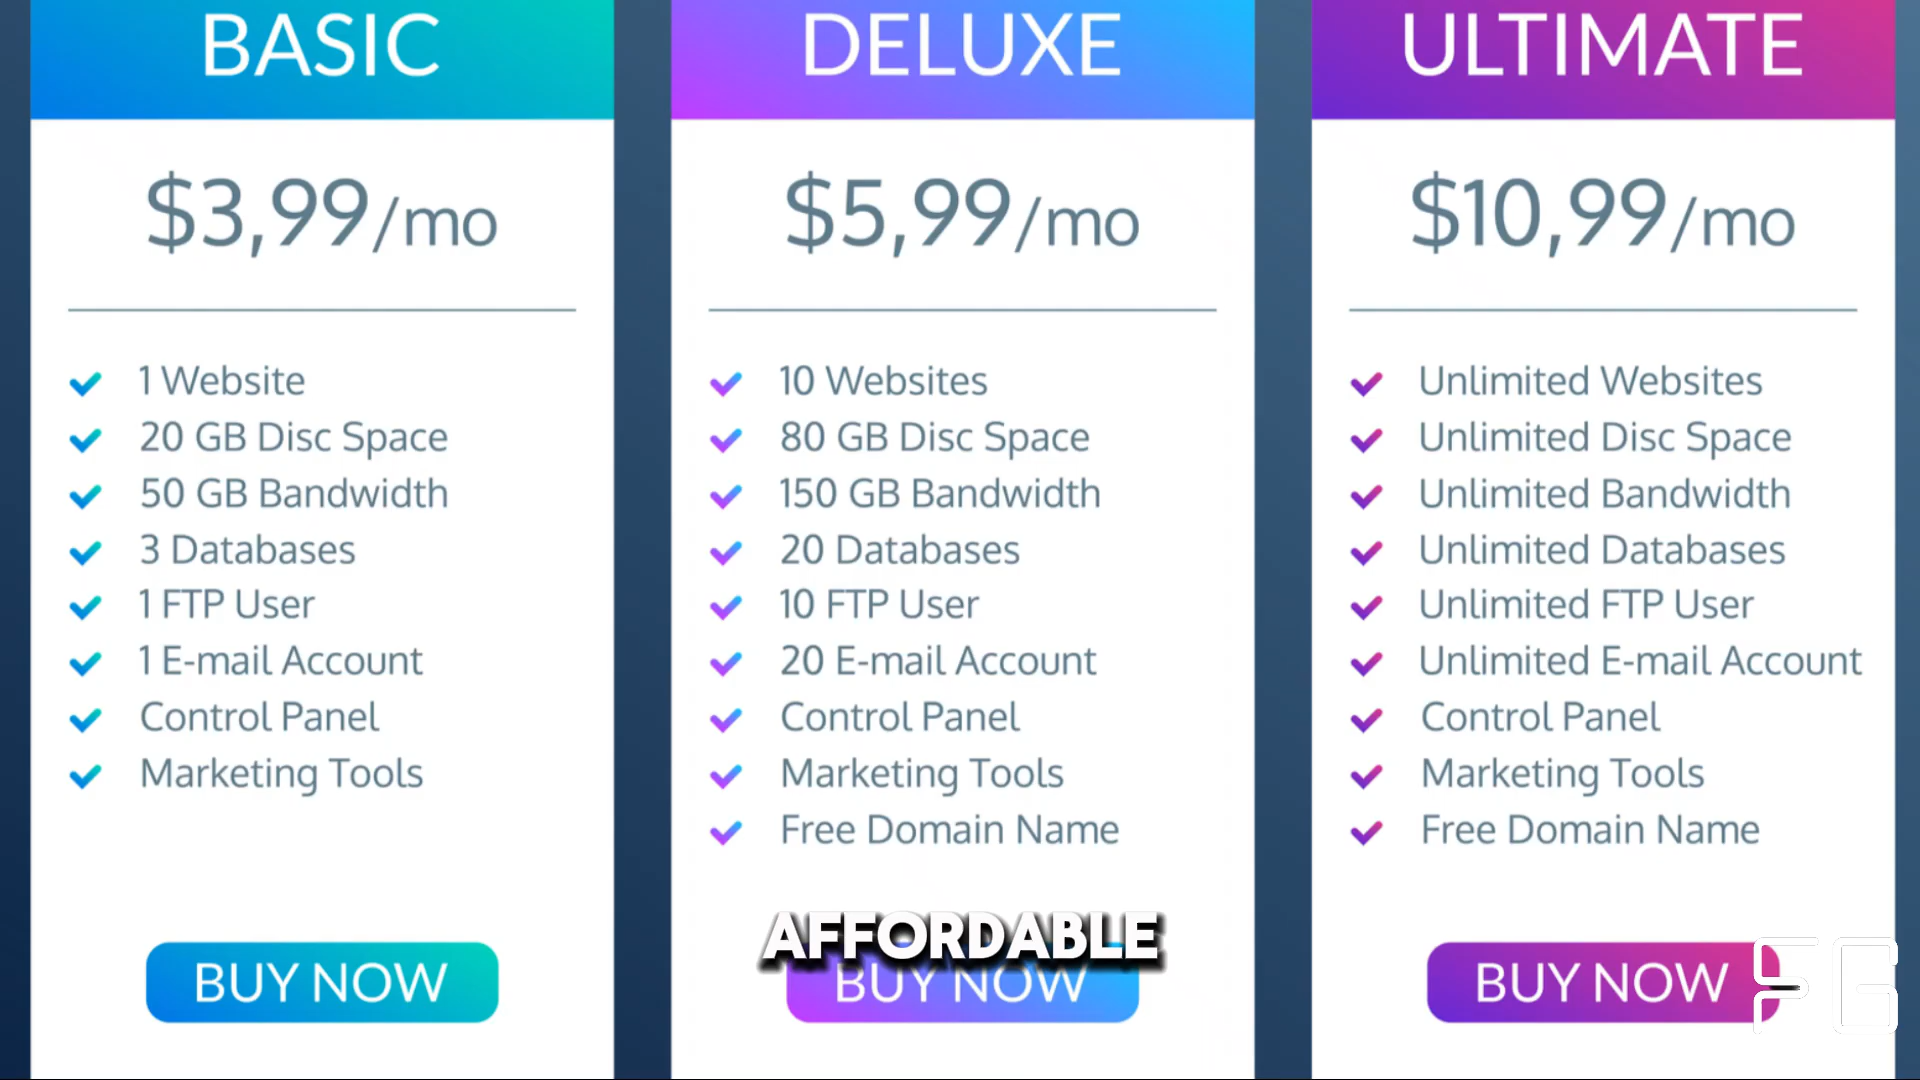 BASIC
$3,99/mo
1 Website
20 GB Disc Space
50 GB Bandwidth
3 Databases
1 FTP User
1 E-mail Account
Control Panel
Marketing Tools
BUY NOW
DELUXE
$5,99/mo
10 Websites
80 GB Disc Space
150 GB Bandwidth
20 Databases
10 FTP User
20 E-mail Account
Control Panel
Marketing Tools
Free Domain Name
AFFORDABLE
BUY NOW
ULTIMATE
$10,99/mo
Unlimited Websites
Unlimited Disc Space
Unlimited Bandwidth
Unlimited Databases
Unlimited FTP User
Unlimited E-mail Account
Control Panel
Marketing Tools
Free Domain Name
BUY NOW